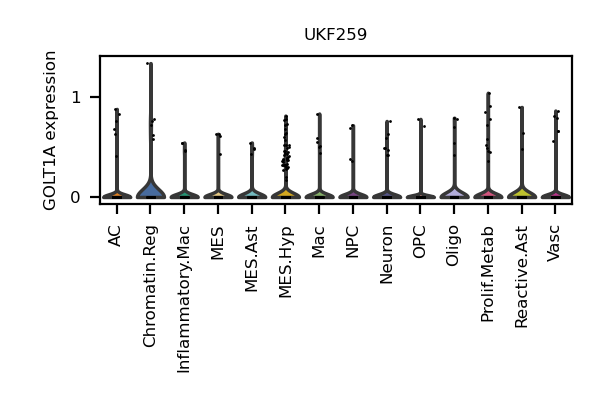 UKF259
GOLT1A expression
1
0
AC
Chromatin.Reg
Inflammatory.Mac
MES
MES.Ast
MES.Hyp
Mac
NPC
Neuron
OPC
Oligo
Prolif.Metab
Reactive.Ast
Vasc